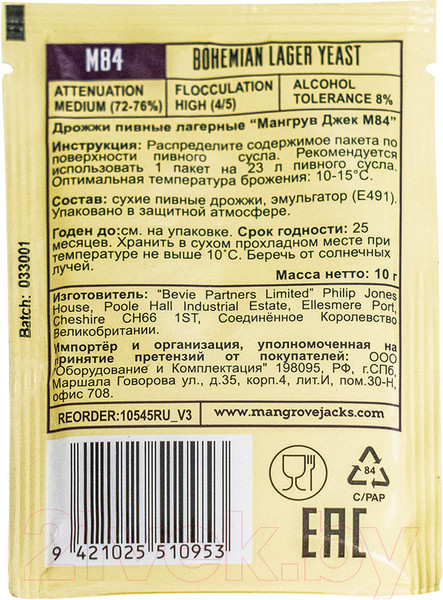 M84
BOHEMIAN LAGER YEAST
ATTENUATION
MEDIUM (72-76%)
FLOCCULATION
HIGH (4/5)
ALCOHOL
TOLERANCE 8%
Дрожжи пивные лагерные “Мангрув Джек М84”
Инструкция: Распределите содержимое пакета по
поверхности пивного сусла. Рекомендуется
использовать 1 пакет на 23 л пивного сусла.
Оптимальная температура брожения: 10-15˚С.
Состав: сухие пивные дрожжи, эмульгатор (Е491).
Упаковано в защитной атмосфере.
Годен до:см. на упаковке. Срок годности: 25
месяцев. Хранить в сухом прохладном месте при
температуре не выше 10˚С. Беречь от солнечных
лучей.
Масса нетто: 10 г
Изготовитель: “Bevie Partners Limited” Philip Jones
House, Poole Hall Industrial Estate, Ellesmere Port,
Cheshire CH66 1ST, Соединённое Королевство
Великобритании.
Импортёр и организация, уполномоченная на
принятие претензий от покупателей: ООО
"Оборудование и Комплектация" 198095, РФ, г.СПб,
Маршала Говорова ул., д.35, корп.4, лит.И, пом.30-Н,
офис 708.
REORDER:10545RU_V3
www.mangrovejacks.com
Batch: 033001
9 421025 510953
84
C/PAP
EAC
21vek.by